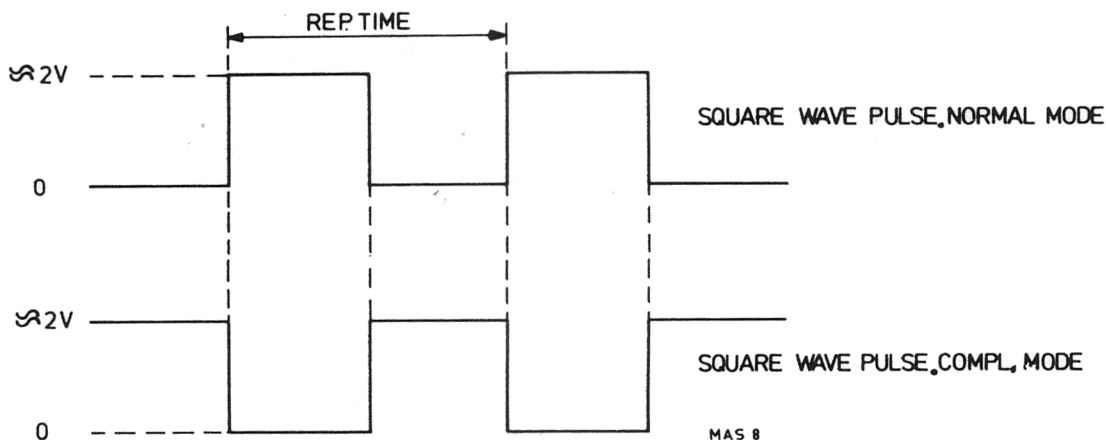 REP. TIME
≈2V
SQUARE WAVE PULSE. NORMAL MODE
0
≈2V
SQUARE WAVE PULSE. COMPL. MODE
0
MAS 8